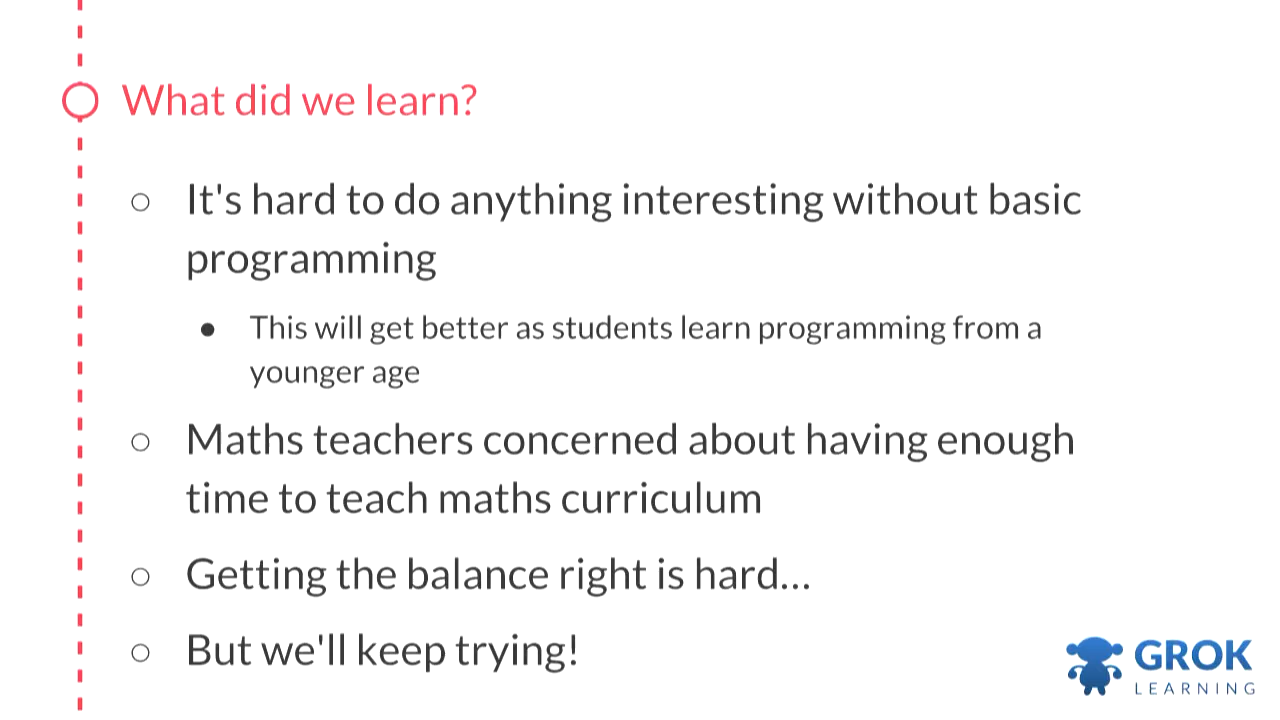 What did we learn?
It's hard to do anything interesting without basic
programming
This will get better as students learn programming from a
younger age
Maths teachers concerned about having enough
time to teach maths curriculum
Getting the balance right is hard...
But we'll keep trying!
GROK
LEARNING